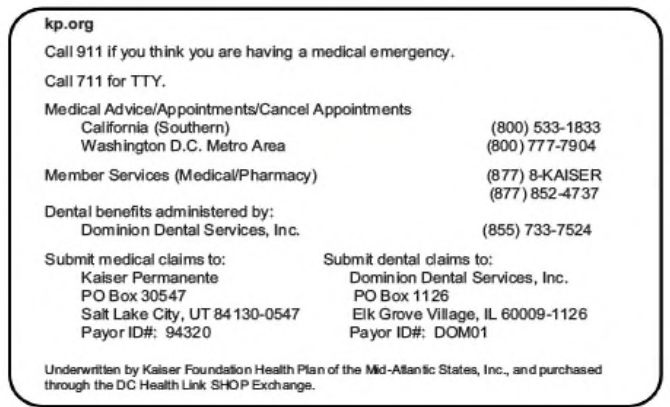 kp.org
Call 911 if you think you are having a medical emergency.
Call 711 for TTY.
Medical Advice/Appointments/Cancel Appointments
California (Southern) (800) 533-1833
Washington D.C. Metro Area (800) 777-7904
Member Services (Medical/Pharmacy) (877) 8-KAISER
(877) 852-4737
Dental benefits administered by:
Dominion Dental Services, Inc. (855) 733-7524
Submit medical claims to: Submit dental claims to:
Kaiser Permanente Dominion Dental Services, Inc.
PO Box 30547 PO Box 1126
Salt Lake City, UT 84130-0547 Elk Grove Village, IL 60009-1126
Payor ID#: 94320 Payor ID#: DOM01
Underwritten by Kaiser Foundation Health Plan of the Mid-Atlantic States, Inc., and purchased
through the DC Health Link SHOP Exchange.